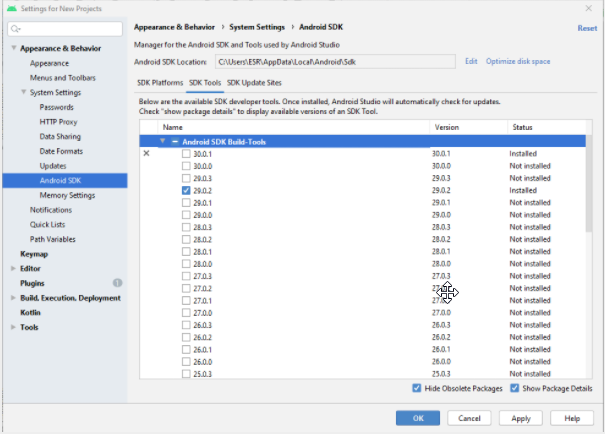 Settings for New Projects
Appearance & Behavior
Appearance
Menus and Toolbars
System Settings
Passwords
HTTP Proxy
Data Sharing
Date Formats
Updates
Android SDK
Memory Settings
Notifications
Quick Lists
Path Variables
Keymap
Editor
Plugins 1
Build, Execution, Deployment
Kotlin
Tools
Appearance & Behavior › System Settings › Android SDK
Reset
Manager for the Android SDK and Tools used by Android Studio
Android SDK Location: C:\Users\ESR\AppData\Local\Android\Sdk Edit Optimize disk space
SDK Platforms SDK Tools SDK Update Sites
Below are the available SDK developer tools. Once installed, Android Studio will automatically check for updates.
Check "show package details" to display available versions of an SDK Tool.
Name Version Status
Android SDK Build-Tools
30.0.1 30.0.1 Installed
30.0.0 30.0.0 Not installed
29.0.3 29.0.3 Not installed
29.0.2 29.0.2 Installed
29.0.1 29.0.1 Not installed
29.0.0 29.0.0 Not installed
28.0.3 28.0.3 Not installed
28.0.2 28.0.2 Not installed
28.0.1 28.0.1 Not installed
28.0.0 28.0.0 Not installed
27.0.3 27.0.3 Not installed
27.0.2 Not installed
27.0.1 Not installed
27.0.0 27.0.0 Not installed
26.0.3 26.0.3 Not installed
26.0.2 26.0.2 Not installed
26.0.1 26.0.1 Not installed
26.0.0 26.0.0 Not installed
25.0.3 25.0.3 Not installed
Hide Obsolete Packages Show Package Details
OK Cancel Apply Help